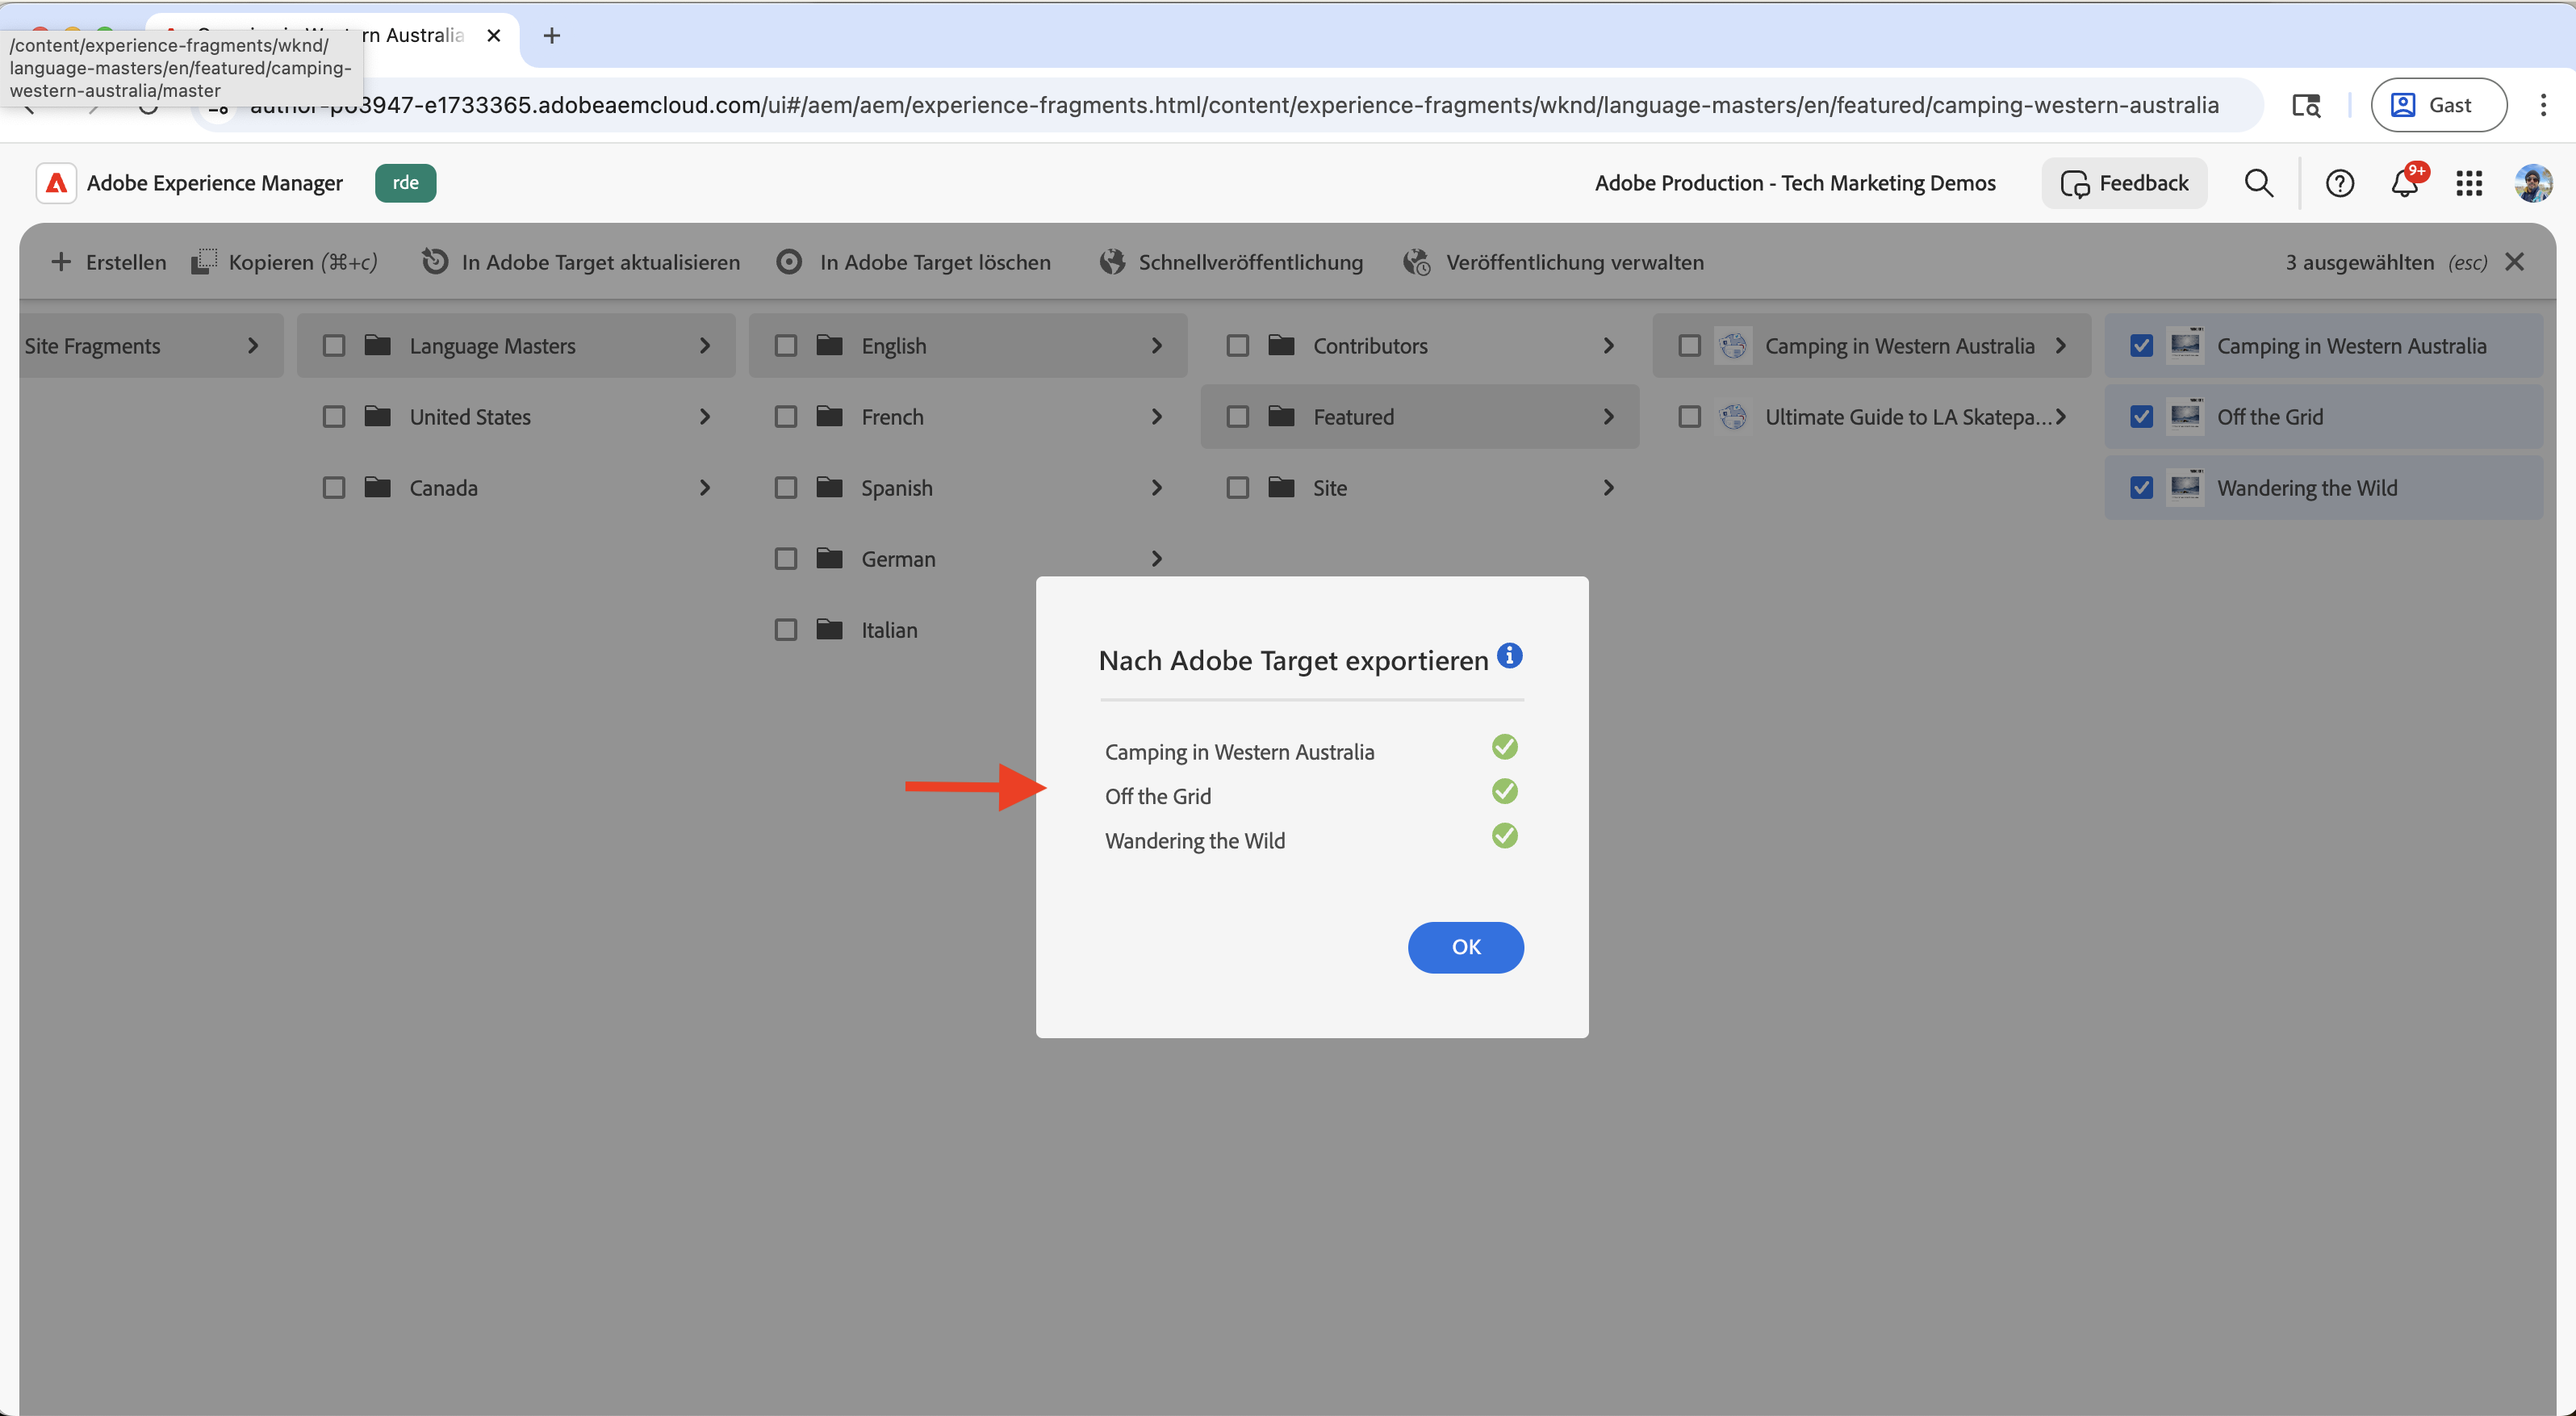 rn Australia
/content/experience-fragments/wknd/
language-masters/en/featured/camping-
western-australia/master
author-p63947-e1733365.adobeaemcloud.com/ui#/aem/aem/experience-fragments.html/content/experience-fragments/wknd/language-masters/en/featured/camping-western-australia
Gast
Adobe Experience Manager
rde
Adobe Production - Tech Marketing Demos
Feedback
9+
Erstellen
Kopieren (⌘+c)
In Adobe Target aktualisieren
In Adobe Target löschen
Schnellveröffentlichung
Veröffentlichung verwalten
3 ausgewählten (esc)
Site Fragments
Language Masters
United States
Canada
English
French
Spanish
German
Italian
Contributors
Featured
Site
Camping in Western Australia
Ultimate Guide to LA Skatepa...
Camping in Western Australia
Off the Grid
Wandering the Wild
Nach Adobe Target exportieren
Camping in Western Australia
Off the Grid
Wandering the Wild
OK